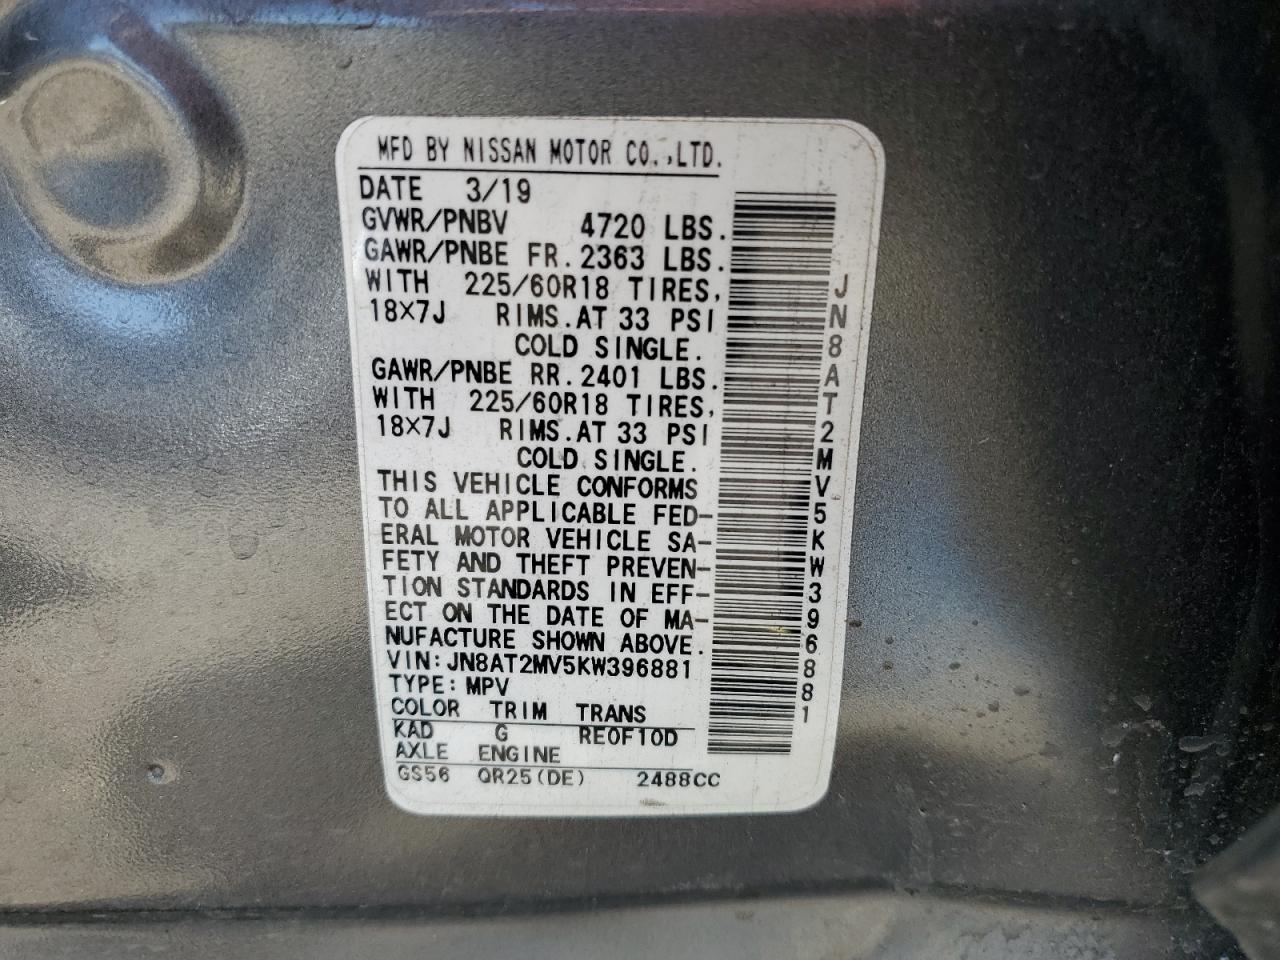 MFD BY NISSAN MOTOR CO.,LTD.
DATE 3/19
GVWR/PNBV 4720 LBS.
GAWR/PNBE FR.2363 LBS.
WITH 225/60R18 TIRES,
18×7J RIMS.AT 33 PSI
COLD SINGLE.
GAWR/PNBE RR.2401 LBS.
WITH 225/60R18 TIRES,
18×7J RIMS.AT 33 PSI
COLD SINGLE.
THIS VEHICLE CONFORMS
TO ALL APPLICABLE FED-
ERAL MOTOR VEHICLE SA-
FETY AND THEFT PREVEN-
TION STANDARDS IN EFF-
ECT ON THE DATE OF MA-
NUFACTURE SHOWN ABOVE.
VIN:JN8AT2MV5KW396881
TYPE:MPV
COLOR TRIM TRANS
KAD G RE0F10D
AXLE ENGINE
GS56 QR25(DE) 2488CC
JN8AT2MV5KW396881